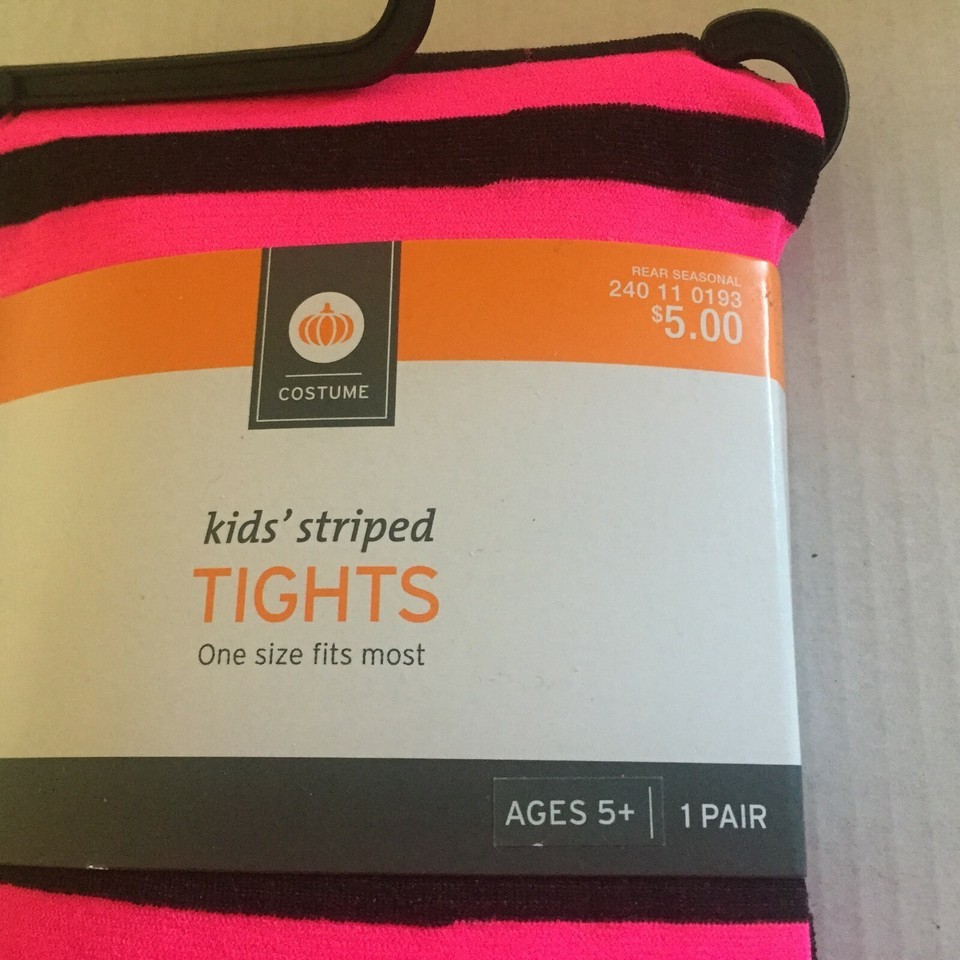 REAR SEASONAL
240 11 0193
$5.00
COSTUME
kids' striped
TIGHTS
One size fits most
AGES 5+ | 1 PAIR